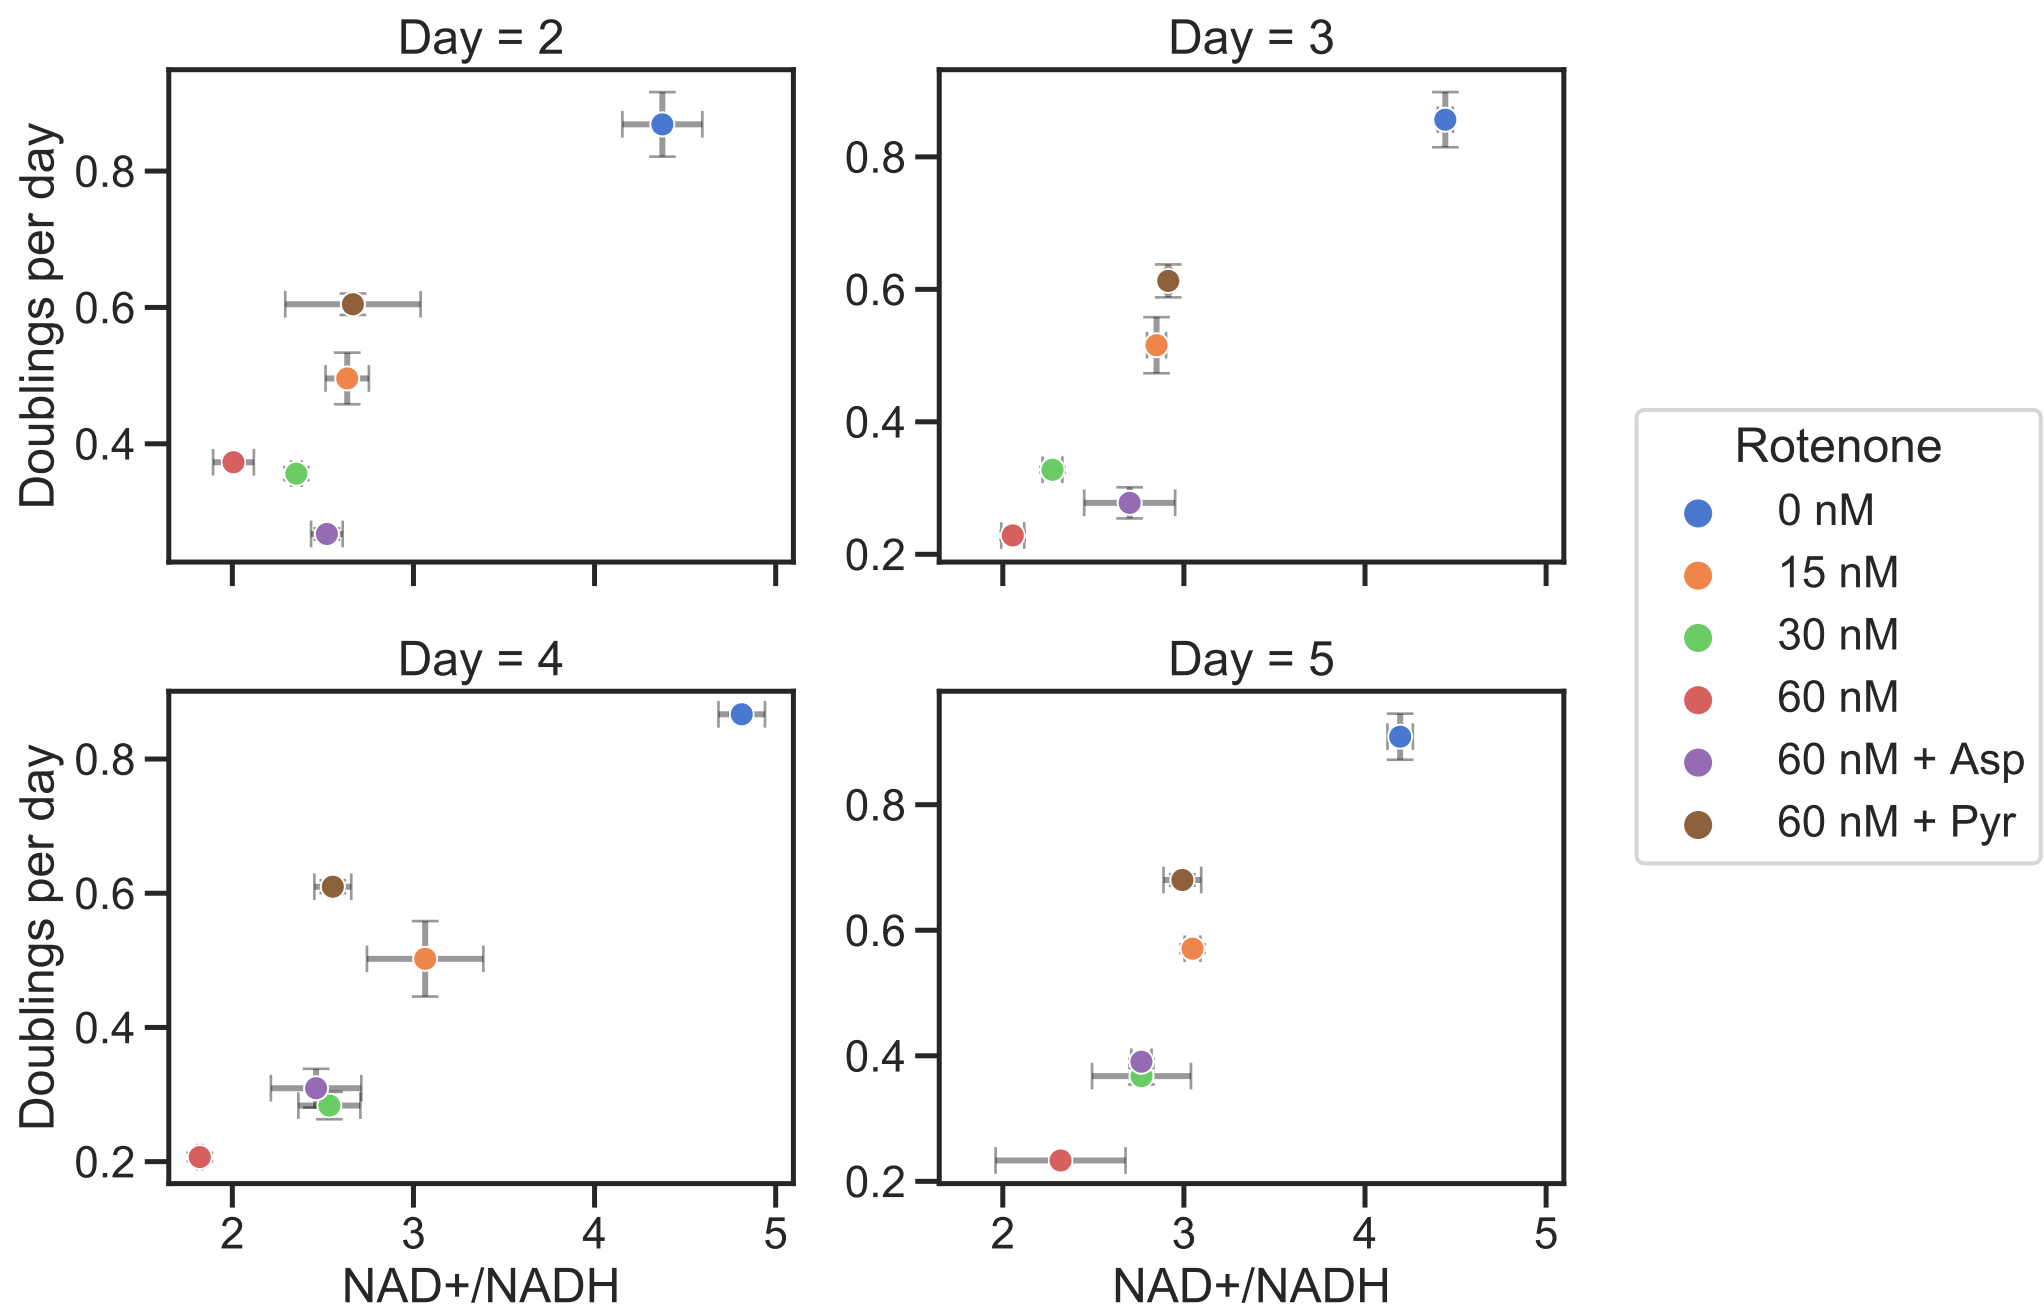 Day = 2
Day = 3
Doublings per day
0.8
0.6
0.4
0.8
0.6
0.4
0.2
Day = 4
Day = 5
Doublings per day
0.8
0.6
0.4
0.2
0.8
0.6
0.4
0.2
2 3 4 5
2 3 4 5
NAD+/NADH
NAD+/NADH
Rotenone
0 nM
15 nM
30 nM
60 nM
60 nM + Asp
60 nM + Pyr